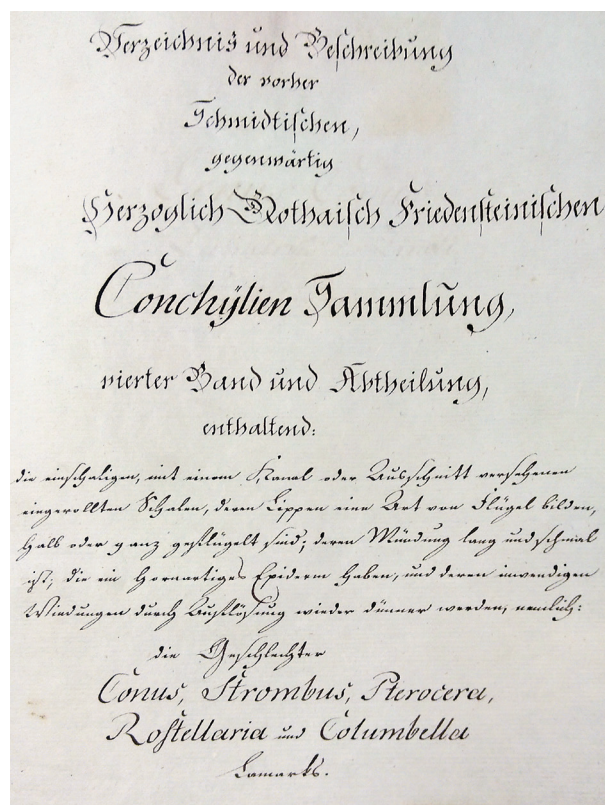 Verzeichnis und Beschreibung
der vorher
Schmidtischen,
gegenwärtig
Herzoglich Gothaisch Friedensteinischen
Conchÿlien Sammlung,
vierter Band und Abtheilung,
enthaltend:
die einschaligen, mit einem Kanal oder Ausschnitt versehenen
eingerollten Schalen, deren Lippen eine Art von Flügel bilden,
halb oder ganz geflügelt sind; deren Mündung lang und schmal
ist; die ein hornartiges Epiderm haben, und deren inwendigen
Windungen durch Auflösung wieder dünner werden, nemlich:
die Geschlechter
Conus, Strombus, Pterocera,
Rostellaria und Columbella
Lamarks.